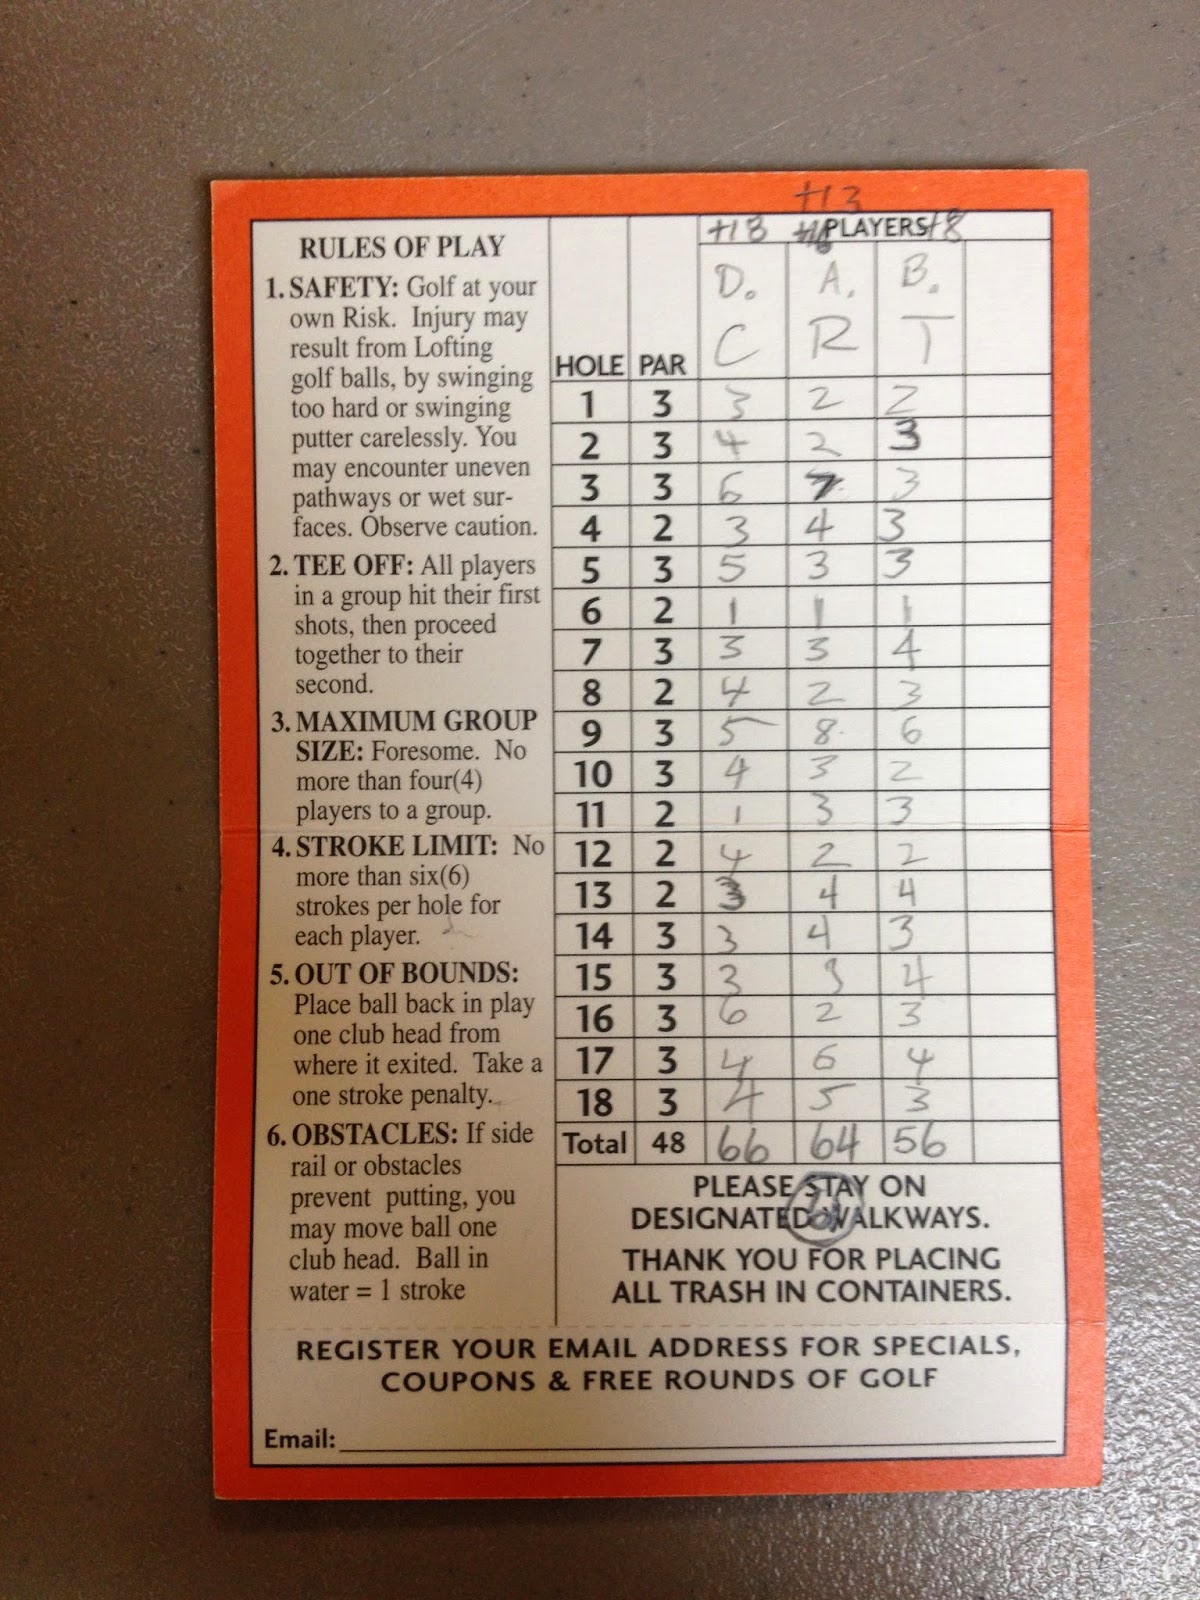 RULES OF PLAY
1. SAFETY: Golf at your
own Risk. Injury may
result from Lofting
golf balls, by swinging
too hard or swinging
putter carelessly. You
may encounter uneven
pathways or wet sur-
faces. Observe caution.
2. TEE OFF: All players
in a group hit their first
shots, then proceed
together to their
second.
3. MAXIMUM GROUP
SIZE: Foresome. No
more than four(4)
players to a group.
4. STROKE LIMIT: No
more than six(6)
strokes per hole for
each player.
5. OUT OF BOUNDS:
Place ball back in play
one club head from
where it exited. Take a
one stroke penalty.
6. OBSTACLES: If side
rail or obstacles
prevent putting, you
may move ball one
club head. Ball in
water = 1 stroke
+13
+18 PLAYERS +8
D. A. B.
HOLE PAR C R T
1 3 3 2 2
2 3 4 2 3
3 3 6 7 3
4 2 3 4 3
5 3 5 3 3
6 2 1 1 1
7 3 3 3 4
8 2 4 2 3
9 3 5 8 6
10 3 4 3 2
11 2 1 3 3
12 2 4 2 2
13 2 3 4 4
14 3 3 4 3
15 3 3 3 4
16 3 6 2 3
17 3 4 6 4
18 3 4 5 3
Total 48 66 64 56
PLEASE STAY ON
DESIGNATED WALKWAYS.
THANK YOU FOR PLACING
ALL TRASH IN CONTAINERS.
REGISTER YOUR EMAIL ADDRESS FOR SPECIALS,
COUPONS & FREE ROUNDS OF GOLF
Email: